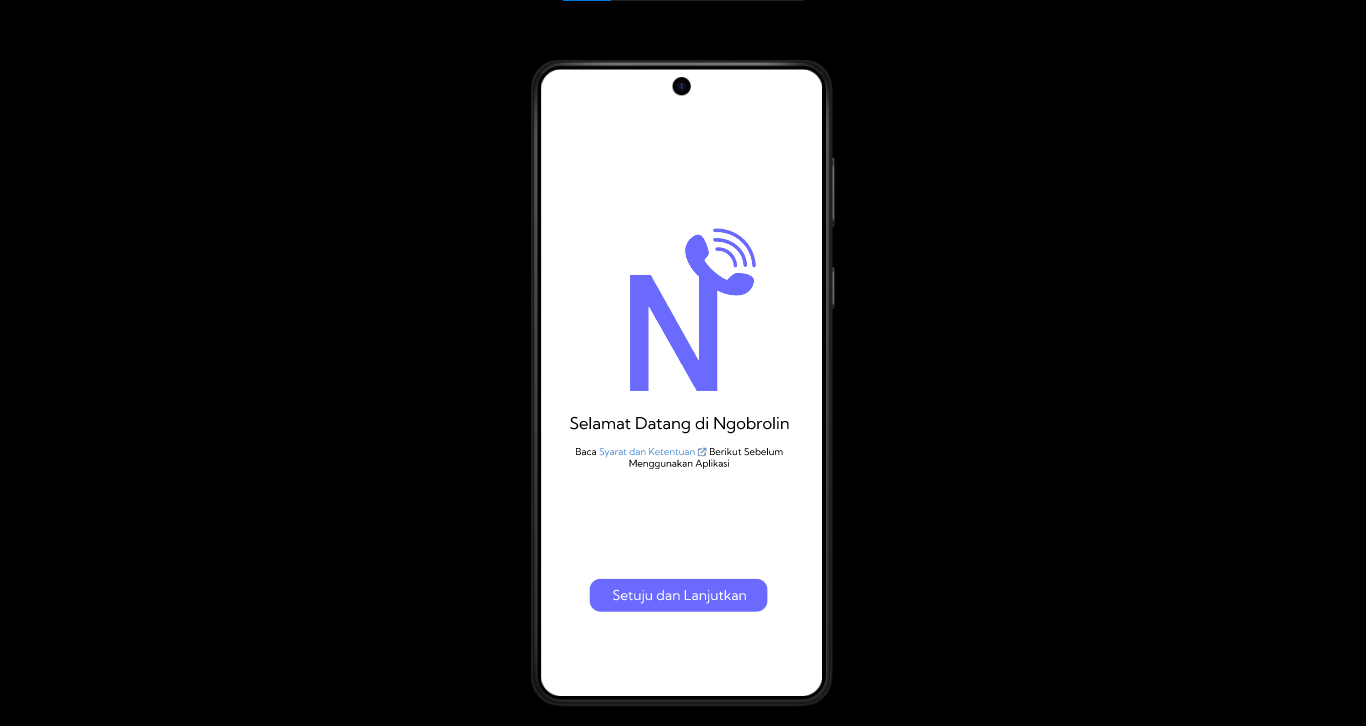 N
Selamat Datang di Ngobrolin
Baca Syarat dan Ketentuan Berikut Sebelum
Menggunakan Aplikasi
Setuju dan Lanjutkan